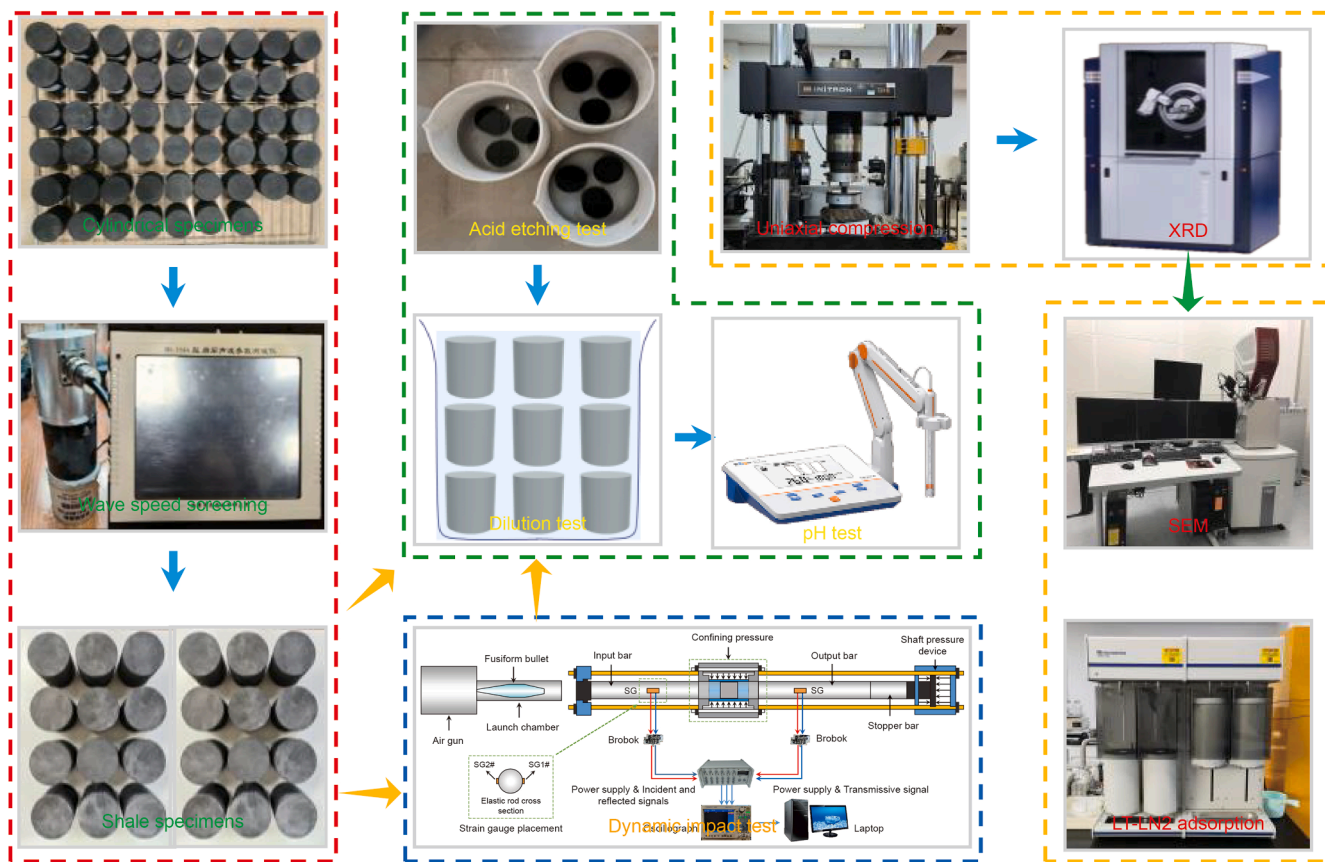 Cylindrical specimens
Wave speed screening
Shale specimens
Acid etching test
Dilution test
pH test
INSTRON
Uniaxial compression
XRD
SEM
LT-LN2 adsorption
Confining pressure
Shaft pressure
device
Fusiform bullet
Input bar
Output bar
SG
SG
Launch chamber
Air gun
Stopper bar
Brobok
Brobok
SG2#
SG1#
Elastic rod cross
section
Strain gauge placement
Power supply & Incident and
reflected signals
Power supply & Transmissive signal
Dynamic impact test
Laptop